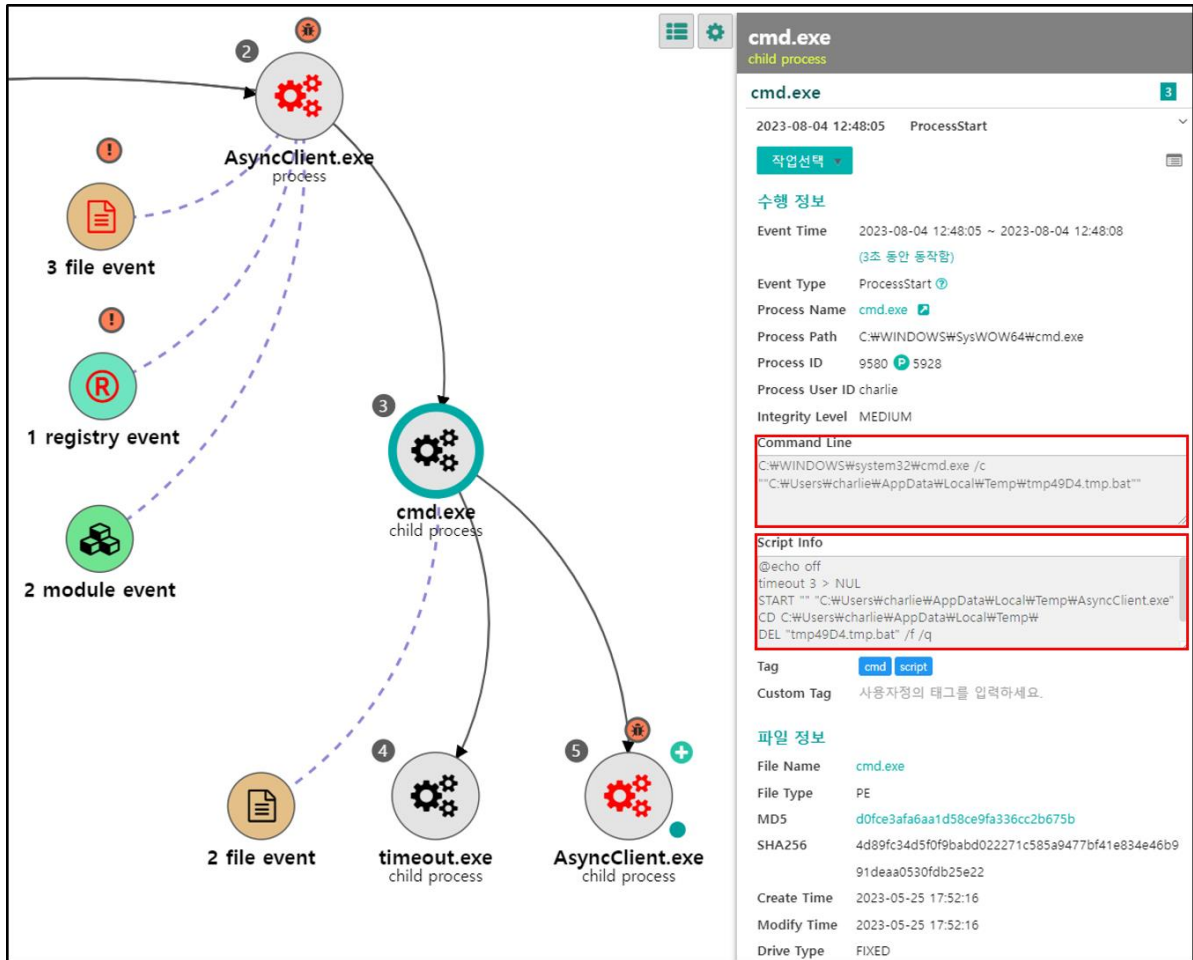 2
AsyncClient.exe
process
3 file event
1 registry event
2 module event
3
cmd.exe
child process
2 file event
4
timeout.exe
child process
5
AsyncClient.exe
child process
cmd.exe
child process
cmd.exe 3
2023-08-04 12:48:05 ProcessStart
작업선택
수행 정보
Event Time 2023-08-04 12:48:05 ~ 2023-08-04 12:48:08
(3초 동안 동작함)
Event Type ProcessStart ?
Process Name cmd.exe
Process Path C:₩WINDOWS₩SysWOW64₩cmd.exe
Process ID 9580 P 5928
Process User ID charlie
Integrity Level MEDIUM
Command Line
C:₩WINDOWS₩system32₩cmd.exe /c
""C:₩Users₩charlie₩AppData₩Local₩Temp₩tmp49D4.tmp.bat""
Script Info
@echo off
timeout 3 > NUL
START "" "C:₩Users₩charlie₩AppData₩Local₩Temp₩AsyncClient.exe"
CD C:₩Users₩charlie₩AppData₩Local₩Temp₩
DEL "tmp49D4.tmp.bat" /f /q
Tag cmd script
Custom Tag 사용자정의 태그를 입력하세요.
파일 정보
File Name cmd.exe
File Type PE
MD5 d0fce3afa6aa1d58ce9fa336cc2b675b
SHA256 4d89fc34d5f0f9babd022271c585a9477bf41e834e46b9
91deaa0530fdb25e22
Create Time 2023-05-25 17:52:16
Modify Time 2023-05-25 17:52:16
Drive Type FIXED